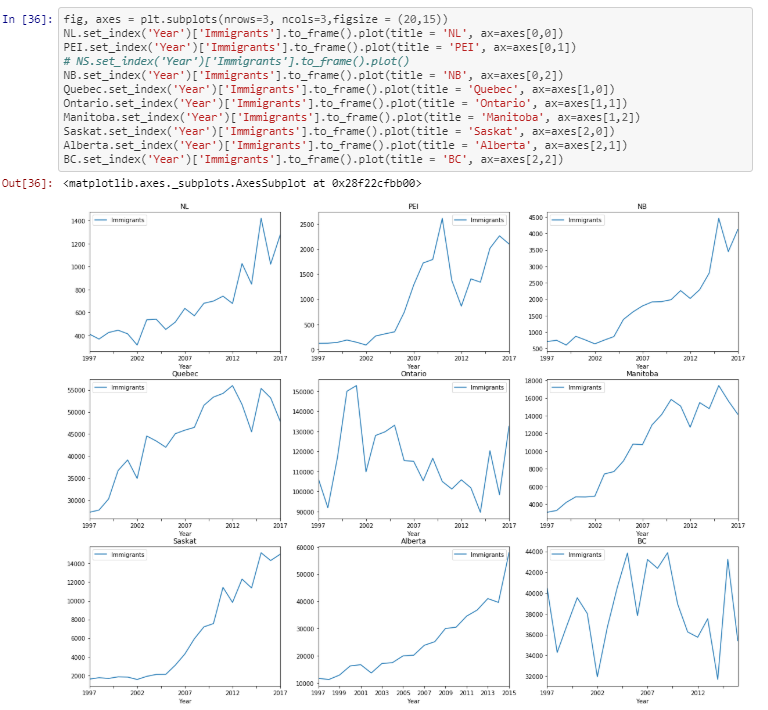 In [36]: fig, axes = plt.subplots(nrows=3, ncols=3,figsize = (20,15))
NL.set_index('Year')['Immigrants'].to_frame().plot(title = 'NL', ax=axes[0,0])
PEI.set_index('Year')['Immigrants'].to_frame().plot(title = 'PEI', ax=axes[0,1])
# NS.set_index('Year')['Immigrants'].to_frame().plot()
NB.set_index('Year')['Immigrants'].to_frame().plot(title = 'NB', ax=axes[0,2])
Quebec.set_index('Year')['Immigrants'].to_frame().plot(title = 'Quebec', ax=axes[1,0])
Ontario.set_index('Year')['Immigrants'].to_frame().plot(title = 'Ontario', ax=axes[1,1])
Manitoba.set_index('Year')['Immigrants'].to_frame().plot(title = 'Manitoba', ax=axes[1,2])
Saskat.set_index('Year')['Immigrants'].to_frame().plot(title = 'Saskat', ax=axes[2,0])
Alberta.set_index('Year')['Immigrants'].to_frame().plot(title = 'Alberta', ax=axes[2,1])
BC.set_index('Year')['Immigrants'].to_frame().plot(title = 'BC', ax=axes[2,2])
Out[36]: <matplotlib.axes._subplots.AxesSubplot at 0x28f22cfbb00>
NL
Immigrants
1400
1200
1000
800
600
400
1997 2002 2007 2012 2017
Year
PEI
Immigrants
2500
2000
1500
1000
500
0
1997 2002 2007 2012 2017
Year
NB
Immigrants
4500
4000
3500
3000
2500
2000
1500
1000
500
1997 2002 2007 2012 2017
Year
Quebec
Immigrants
55000
50000
45000
40000
35000
30000
1997 2002 2007 2012 2017
Year
Ontario
Immigrants
150000
140000
130000
120000
110000
100000
90000
1997 2002 2007 2012 2017
Year
Manitoba
Immigrants
18000
16000
14000
12000
10000
8000
6000
4000
1997 2002 2007 2012 2017
Year
Saskat
Immigrants
14000
12000
10000
8000
6000
4000
2000
1997 2002 2007 2012 2017
Year
Alberta
Immigrants
60000
50000
40000
30000
20000
10000
1997 1999 2001 2003 2005 2007 2009 2011 2013 2015
Year
BC
Immigrants
44000
42000
40000
38000
36000
34000
32000
1997 2002 2007 2012
Year